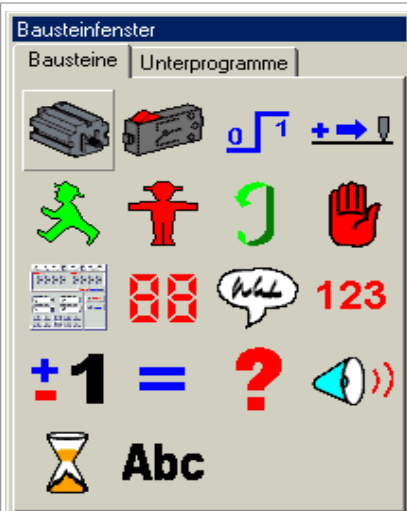 Bausteinfenster
Bausteine Unterprogramme
0 1 +
88
123
± 1 = ?
Abc